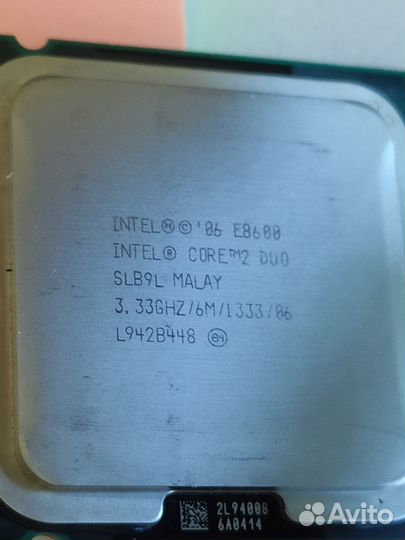 INTEL Ⓜ © '06 E8600
INTEL® CORE™2 DUO
SLB9L MALAY
3.33GHZ/6M/1333/06
L942B448 e4
2L94008
6A0414
Avito